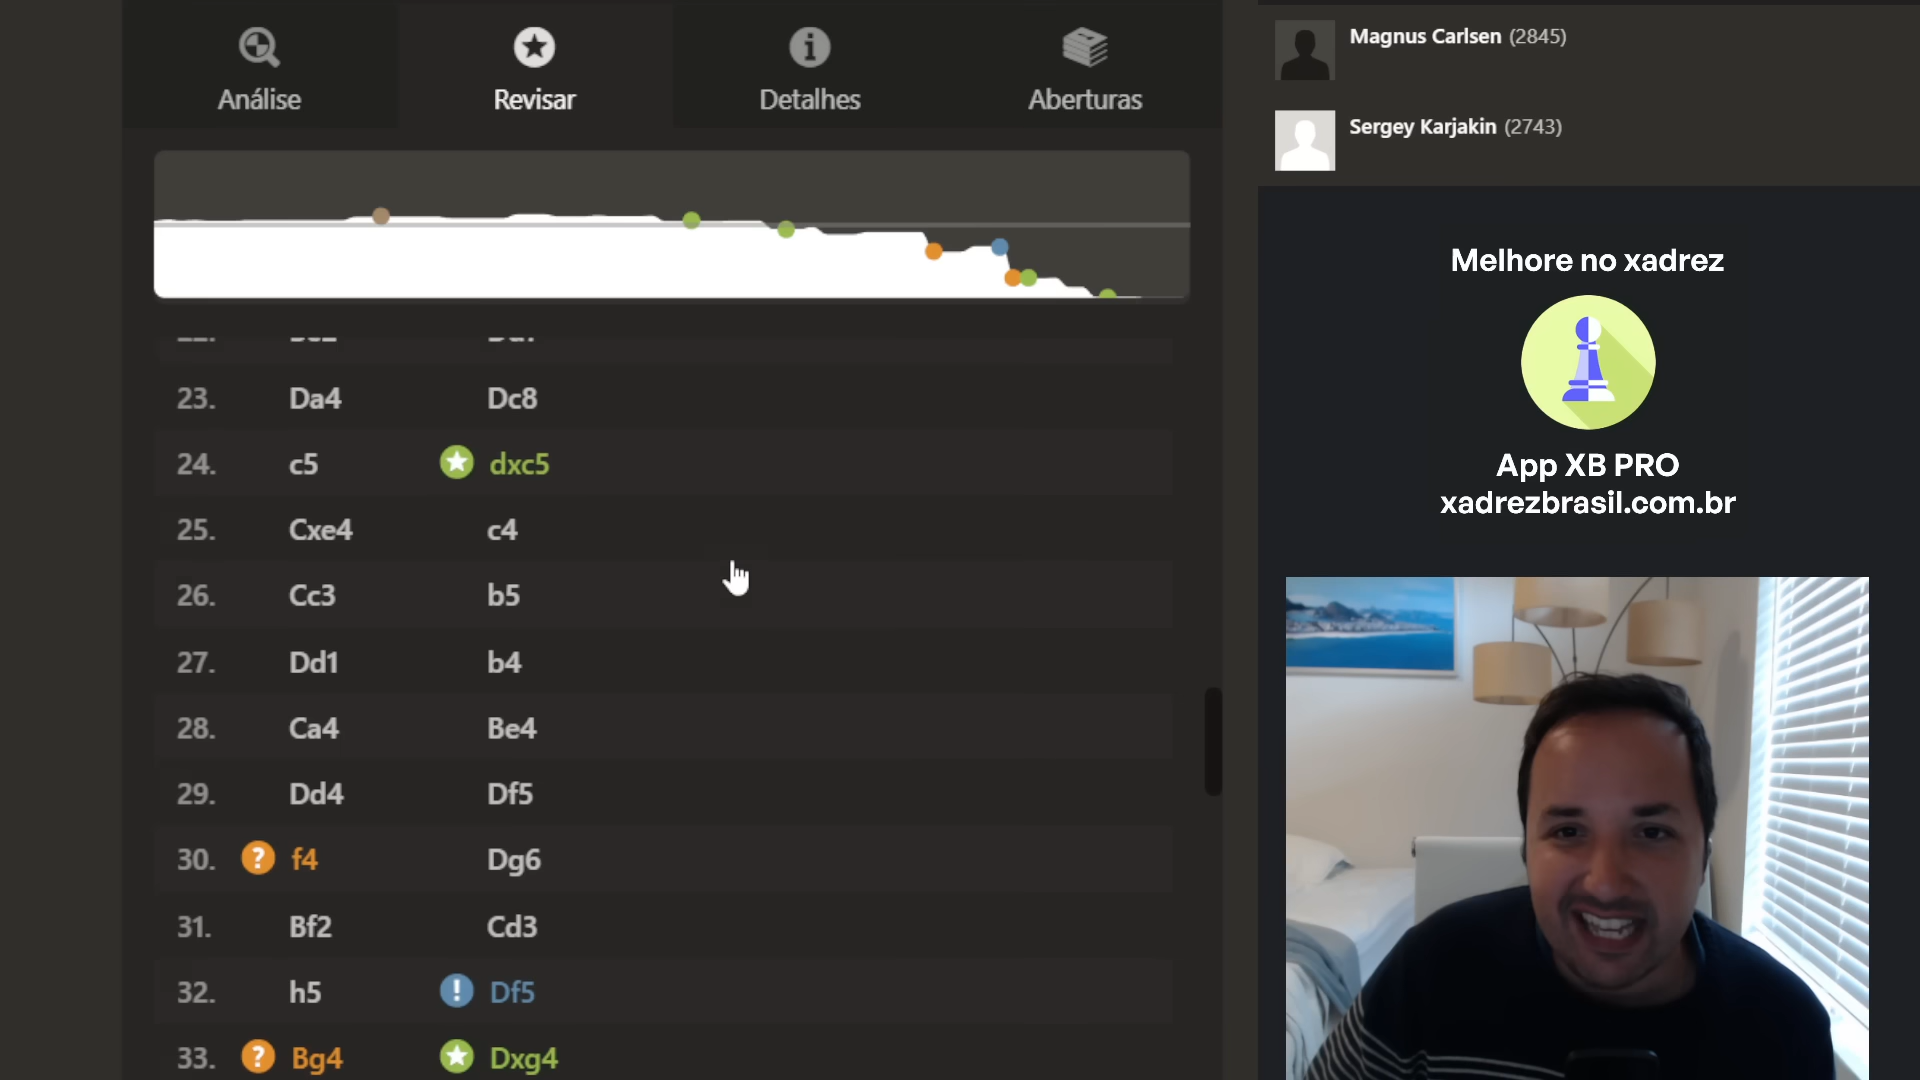 Análise
Revisar
Detalhes
Aberturas
23. Da4 Dc8
24. c5 dxc5
25. Cxe4 c4
26. Cc3 b5
27. Dd1 b4
28. Ca4 Be4
29. Dd4 Df5
30. ? f4 Dg6
31. Bf2 Cd3
32. h5 ! Df5
33. ? Bg4 Dxg4
Magnus Carlsen (2845)
Sergey Karjakin (2743)
Melhore no xadrez
App XB PRO
xadrezbrasil.com.br